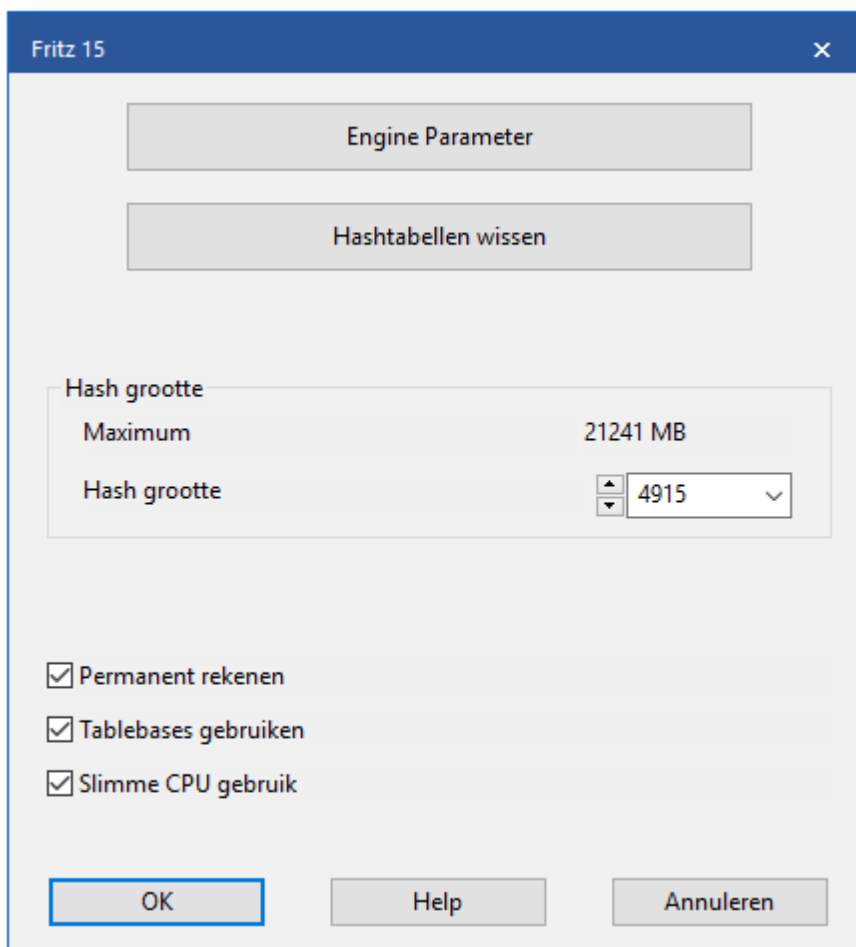 Fritz 15
Engine Parameter
Hashtabellen wissen
Hash grootte
Maximum 21241 MB
Hash grootte 4915
Permanent rekenen
Tablebases gebruiken
Slimme CPU gebruik
OK Help Annuleren